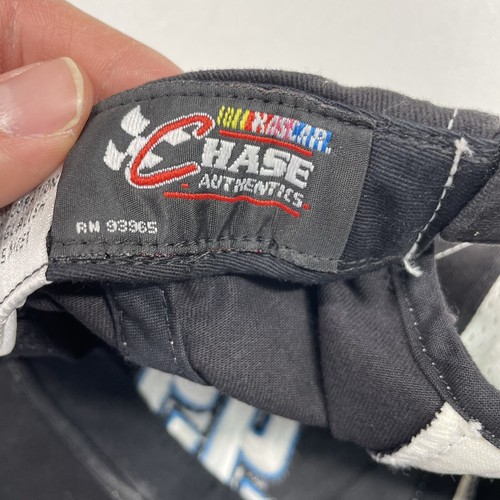 NASCAR
CHASE
AUTHENTICS
RN 93965